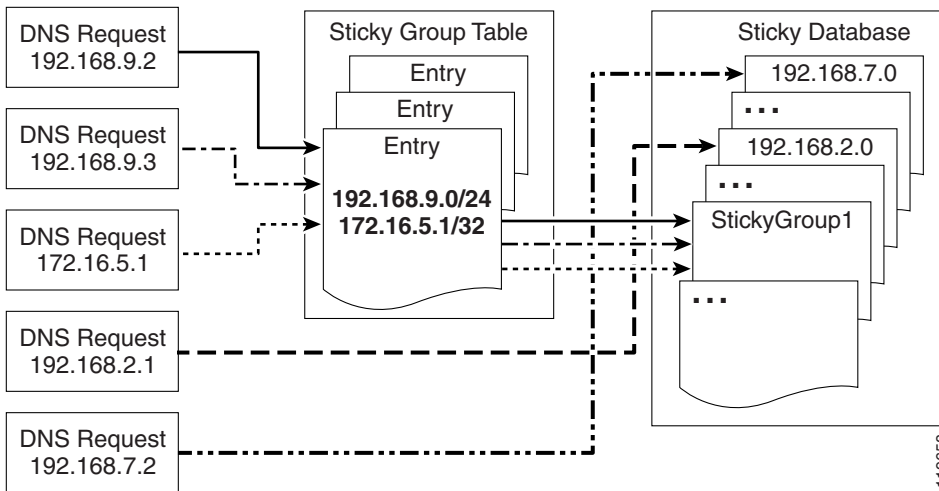 DNS Request
192.168.9.2
DNS Request
192.168.9.3
DNS Request
172.16.5.1
DNS Request
192.168.2.1
DNS Request
192.168.7.2
Sticky Group Table
Entry
Entry
Entry
192.168.9.0/24
172.16.5.1/32
Sticky Database
192.168.7.0
...
192.168.2.0
...
StickyGroup1
...